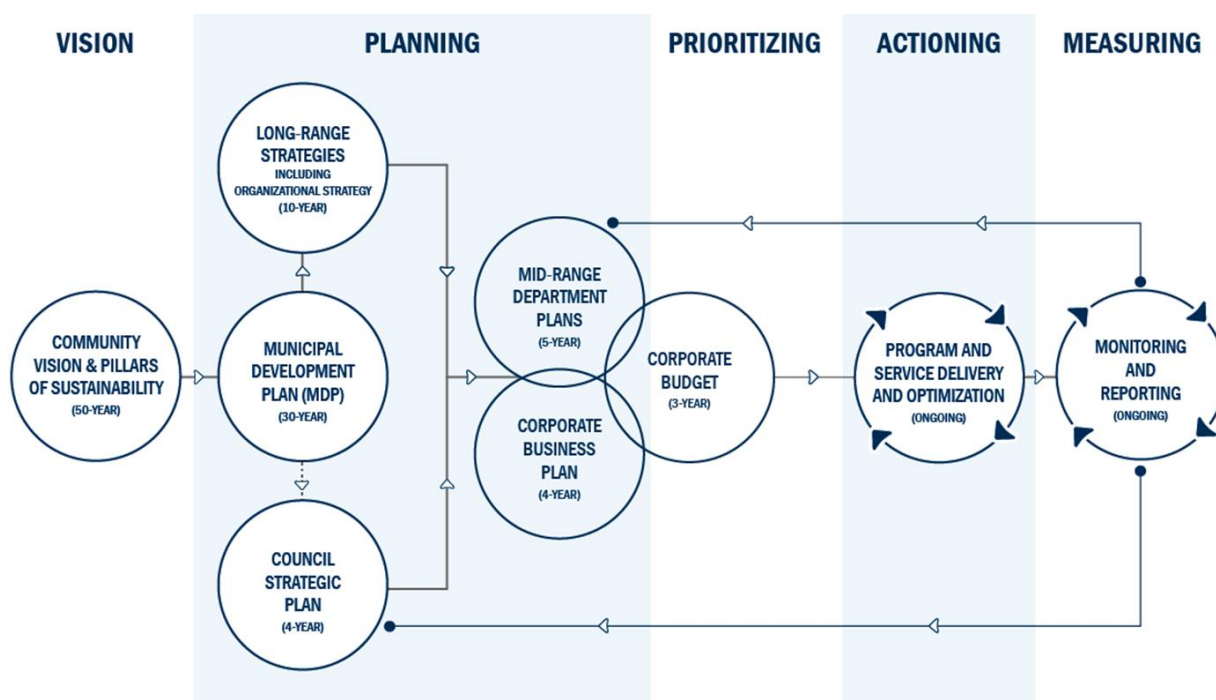 VISION
PLANNING
PRIORITIZING
ACTIONING
MEASURING
LONG-RANGE
STRATEGIES
INCLUDING
ORGANIZATIONAL STRATEGY
(10-YEAR)
COMMUNITY
VISION & PILLARS
OF SUSTAINABILITY
(50-YEAR)
MUNICIPAL
DEVELOPMENT
PLAN (MDP)
(30-YEAR)
COUNCIL
STRATEGIC
PLAN
(4-YEAR)
MID-RANGE
DEPARTMENT
PLANS
(5-YEAR)
CORPORATE
BUSINESS
PLAN
(4-YEAR)
CORPORATE
BUDGET
(3-YEAR)
PROGRAM AND
SERVICE DELIVERY
AND OPTIMIZATION
(ONGOING)
MONITORING
AND
REPORTING
(ONGOING)